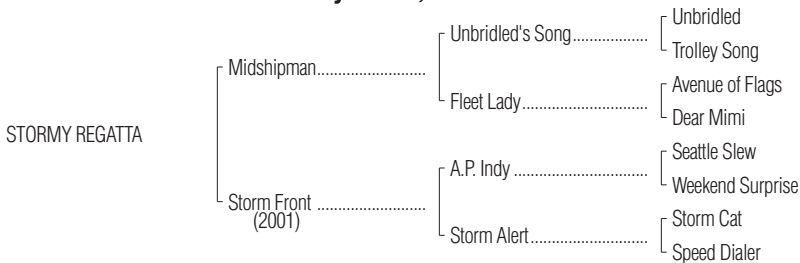 Unbridled
Unbridled's Song.................
Trolley Song
Midshipman.........................
Avenue of Flags
Fleet Lady............................
Dear Mimi
STORMY REGATTA
Seattle Slew
A.P. Indy ..............................
Weekend Surprise
Storm Front .........................
(2001)
Storm Cat
Storm Alert..........................
Speed Dialer